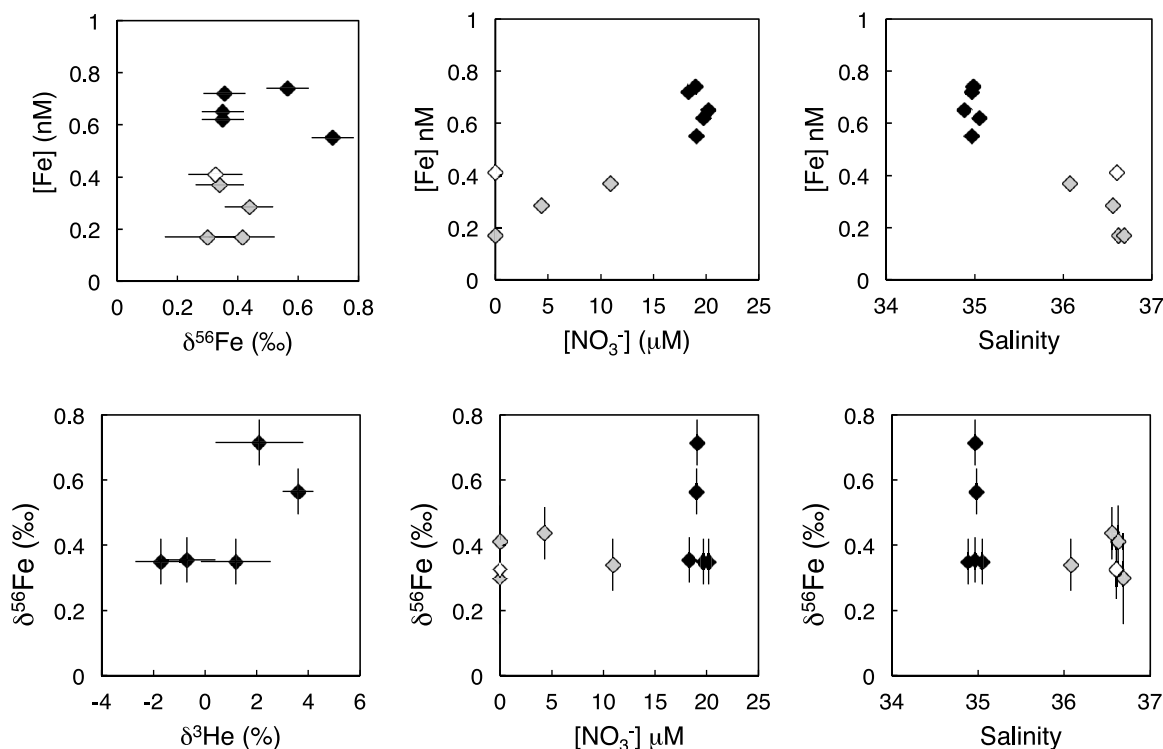 [Fe] (nM)
1
0.8
0.6
0.4
0.2
0
0 0.2 0.4 0.6 0.8
δ⁵⁶Fe (‰)
[Fe] nM
1
0.8
0.6
0.4
0.2
0
0 5 10 15 20 25
[NO₃⁻] (μM)
[Fe] nM
1
0.8
0.6
0.4
0.2
0
34 35 36 37
Salinity
δ⁵⁶Fe (‰)
0.8
0.6
0.4
0.2
0
-4 -2 0 2 4 6
δ³He (%)
δ⁵⁶Fe (‰)
0.8
0.6
0.4
0.2
0
0 5 10 15 20 25
[NO₃⁻] μM
δ⁵⁶Fe (‰)
0.8
0.6
0.4
0.2
0
34 35 36 37
Salinity